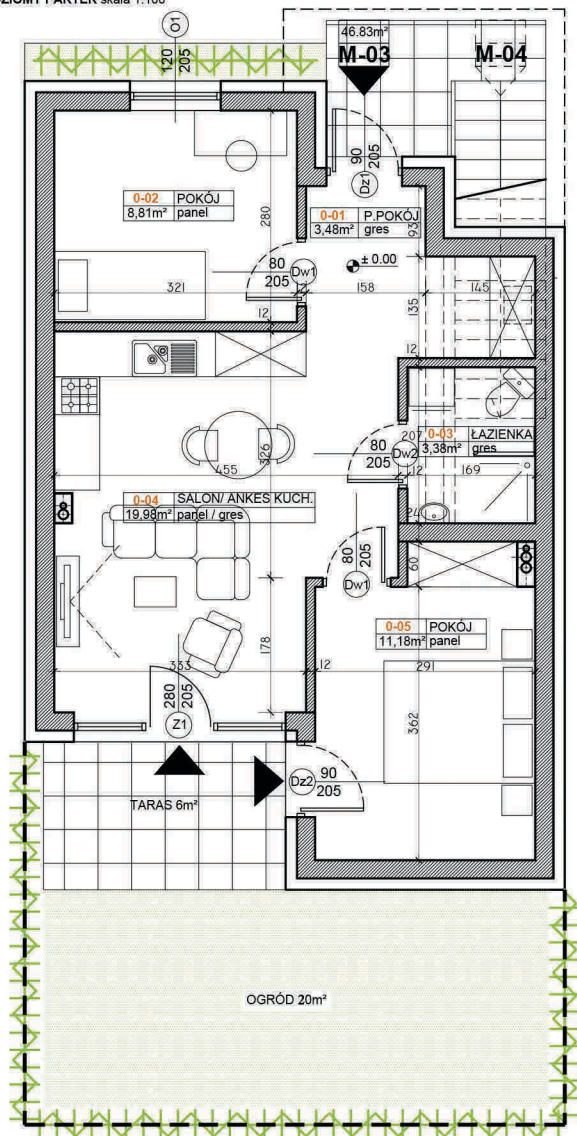 PARTER skala 1:100
O1
120
205
46.83m²
M-03
M-04
90
205
Dz1
0-02 POKÓJ
8,81m² panel
280
0-01 P.POKÓJ
3,48m² gres
93
± 0.00
80
205
Dw1
321
12
158
145
135
12
12
326
455
80
205
Dw2
207
0-03 ŁAZIENKA
3,38m² gres
12
169
24
0-04 SALON/ ANKES KUCH.
19,98m² panel / gres
80
205
Dw1
60
0-05 POKÓJ
11,18m² panel
178
333
12
291
280
205
Z1
362
Dz2
90
205
TARAS 6m²
OGRÓD 20m²